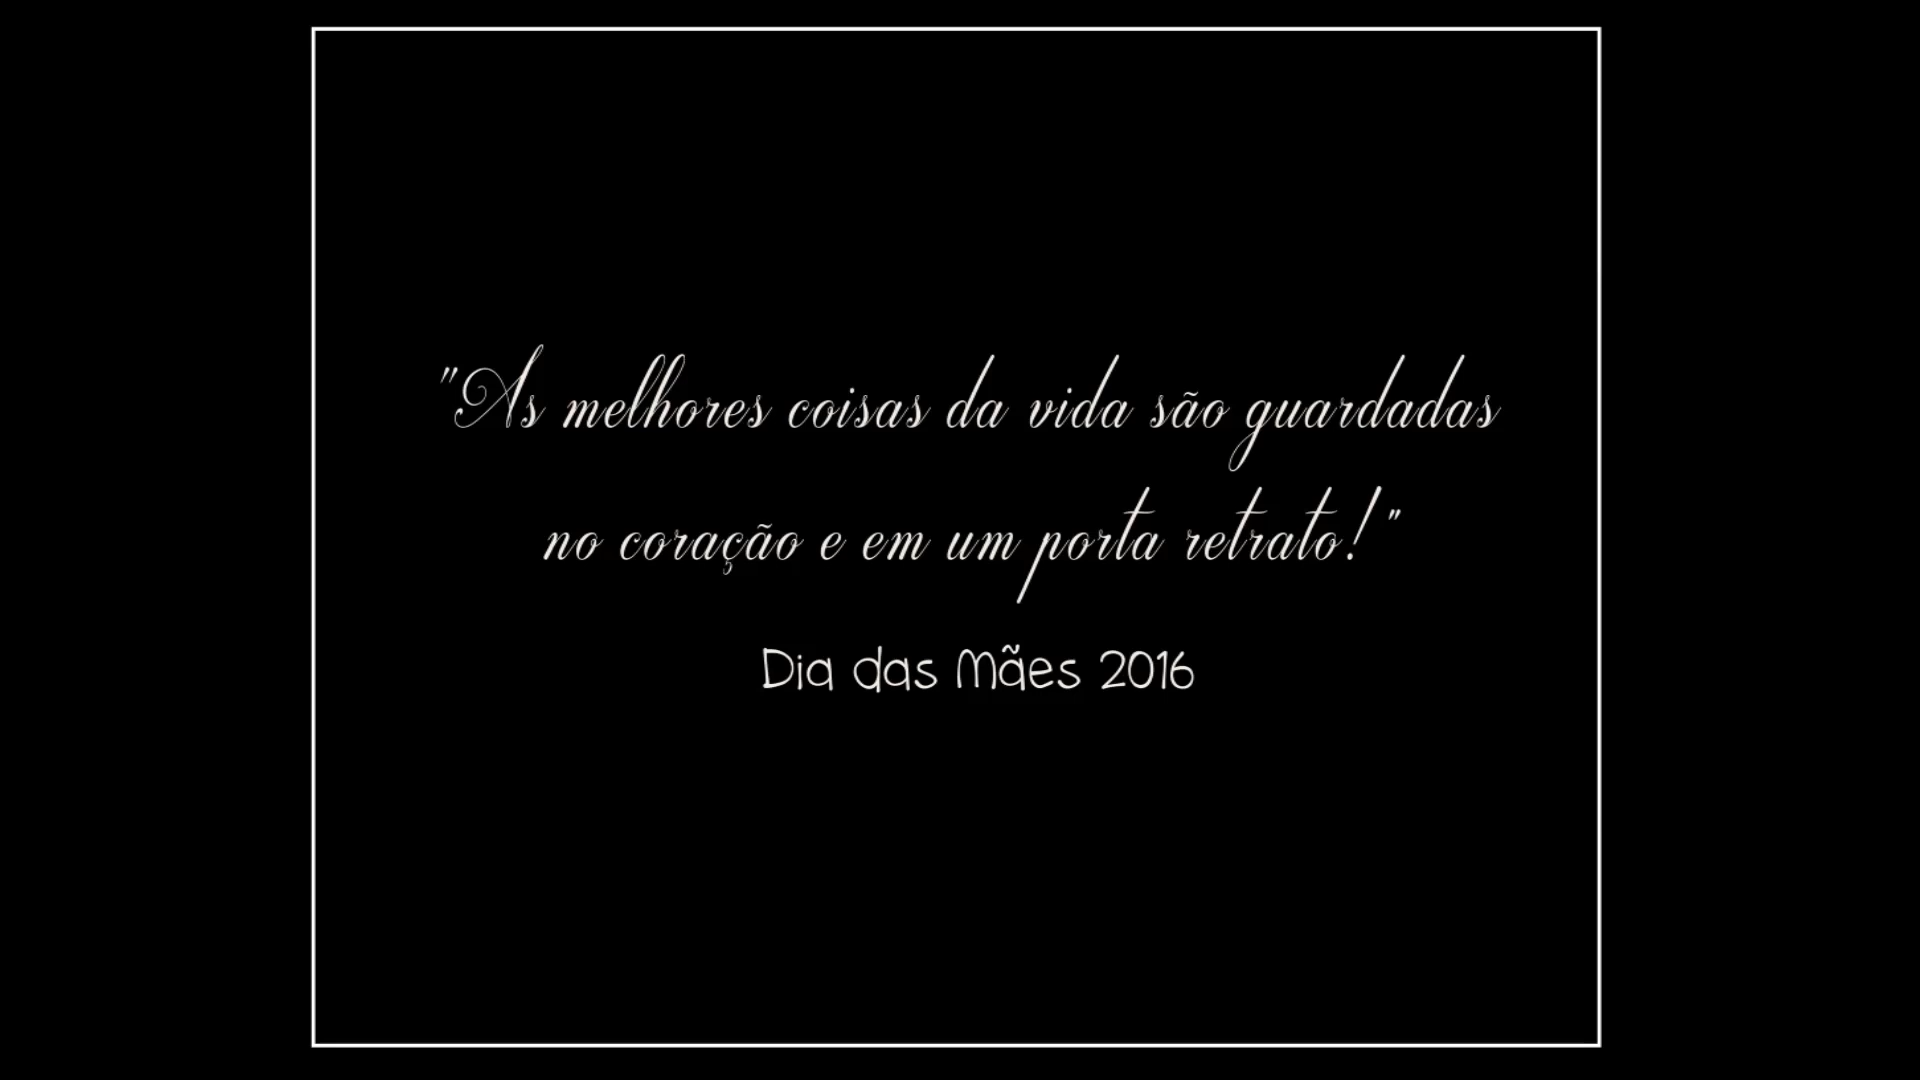 "As melhores coisas da vida são guardadas
no coração e em um porta retrato!"
Dia das Mães 2016